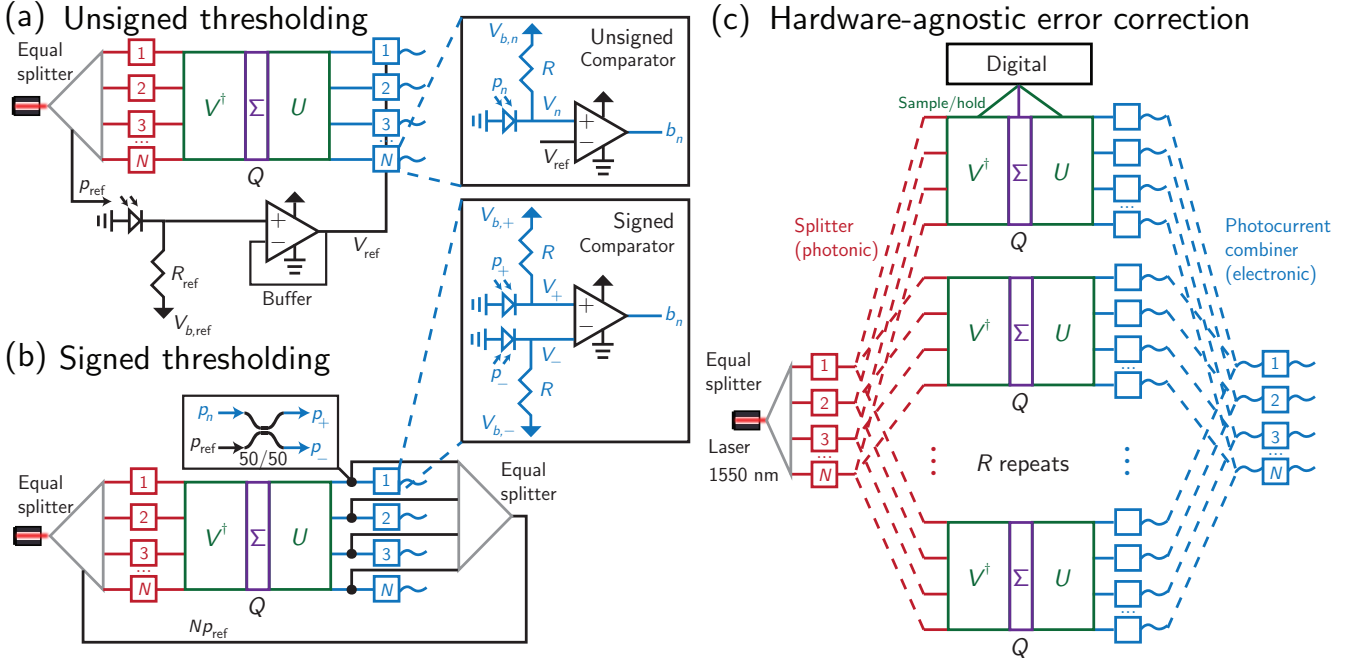 (a) Unsigned thresholding
Equal
splitter
1
2
3
...
N
V†
Σ
U
Q
1
2
3
...
N
p_ref
R_ref
V_b,ref
Buffer
V_ref
+
−
V_b,n
R
p_n
V_n
V_ref
+
−
b_n
Unsigned
Comparator
V_b,+
R
p_+
V_+
V_−
p_−
R
V_b,−
+
−
b_n
Signed
Comparator
(b) Signed thresholding
p_n
p_+
p_ref
p_−
50/50
Equal
splitter
1
2
3
...
N
V†
Σ
U
Q
1
2
3
...
N
Equal
splitter
Np_ref
(c) Hardware-agnostic error correction
Digital
Sample/hold
V†
Σ
U
...
Q
Splitter
(photonic)
Photocurrent
combiner
(electronic)
V†
Σ
U
...
Q
Equal
splitter
Laser
1550 nm
1
2
3
...
N
R repeats
1
2
3
...
N
V†
Σ
U
...
Q